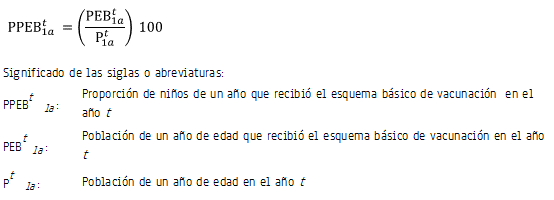 PPEB^t_1a = (PEB^t_1a / P^t_1a) 100
Significado de las siglas o abreviaturas:
PPEB^t_1a: Proporción de niños de un año que recibió el esquema básico de vacunación en el
año t
PEB^t_1a: Población de un año de edad que recibió el esquema básico de vacunación en el año
t
P^t_1a: Población de un año de edad en el año t